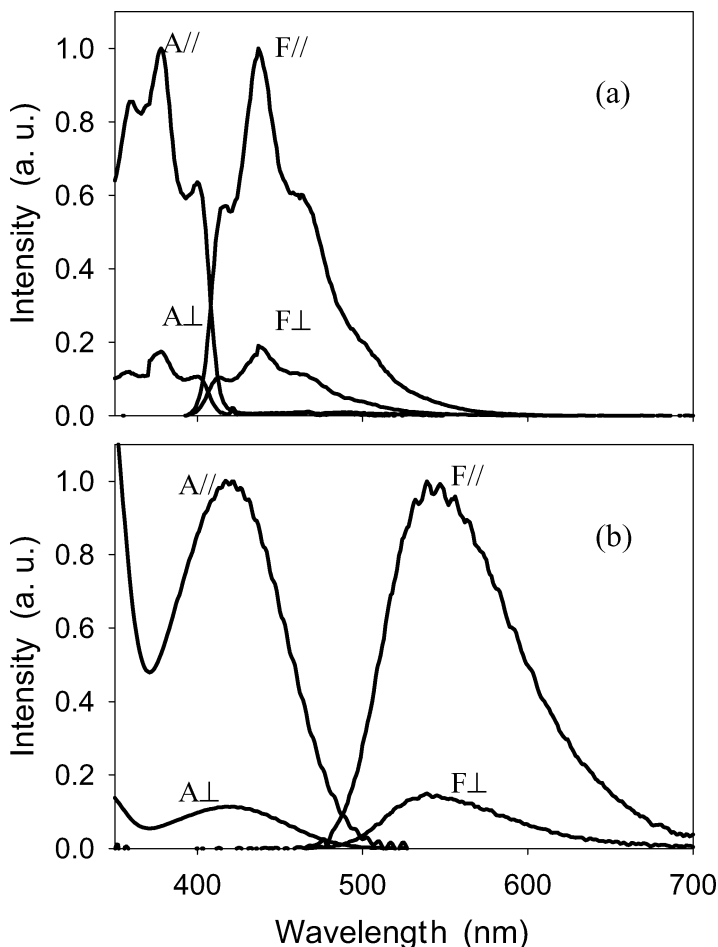 1.0
A//
F//
(a)
0.8
0.6
Intensity (a. u.)
0.4
A⊥
F⊥
0.2
0.0
1.0
A//
F//
(b)
0.8
0.6
Intensity (a. u.)
0.4
0.2
A⊥
F⊥
0.0
400 500 600 700
Wavelength (nm)